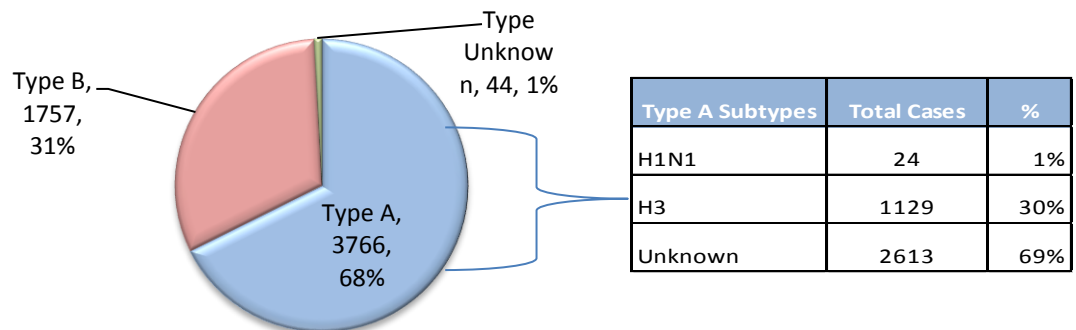 Type
Unknow
n, 44, 1%
Type B,
1757,
31%
Type A,
3766,
68%
Type A Subtypes Total Cases %
H1N1 24 1%
H3 1129 30%
Unknown 2613 69%